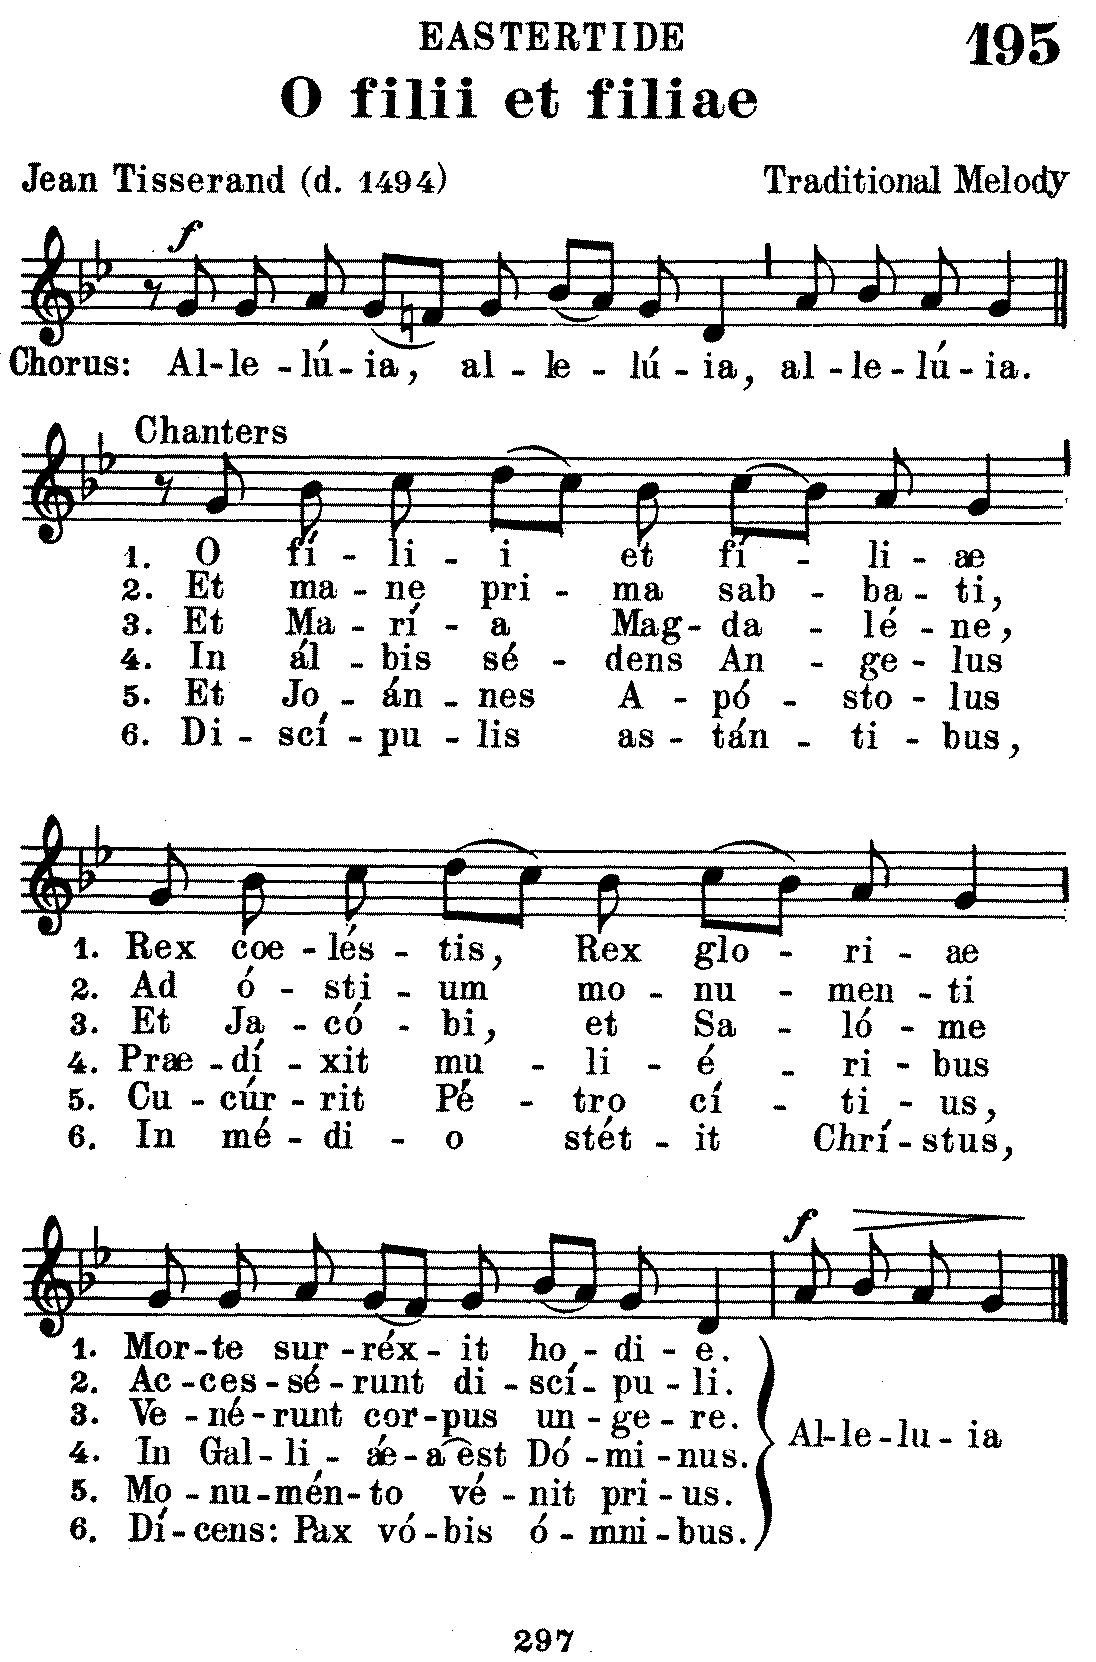 EASTERTIDE 195
O filii et filiae
Jean Tisserand (d. 1494) Traditional Melody
f
Chorus: Al-le-lú-ia, al-le-lú-ia, al-le-lú-ia.
Chanters
1. O fí-li-i et fí-li-ae
2. Et ma-ne pri-ma sab-ba-ti,
3. Et Ma-rí-a Mag-da-lé-ne,
4. In ál-bis sé-dens An-ge-lus
5. Et Jo-án-nes A-pó-sto-lus
6. Di-scí-pu-lis as-tán-ti-bus,
1. Rex coe-lés-tis, Rex glo-ri-ae
2. Ad ó-sti-um mo-nu-men-ti
3. Et Ja-có-bi, et Sa-ló-me
4. Prae-dí-xit mu-li-é-ri-bus
5. Cu-cúr-rit Pé-tro cí-ti-us,
6. In mé-di-o stét-it Chrí-stus,
f
1. Mor-te sur-réx-it ho-di-e.
2. Ac-ces-sé-runt di-scí-pu-li.
3. Ve-né-runt cor-pus un-ge-re.
4. In Gal-li-áe-a est Dó-mi-nus.
Al-le-lu-ia
5. Mo-nu-mén-to vé-nit pri-us.
6. Dí-cens: Pax vó-bis ó-mni-bus.
297